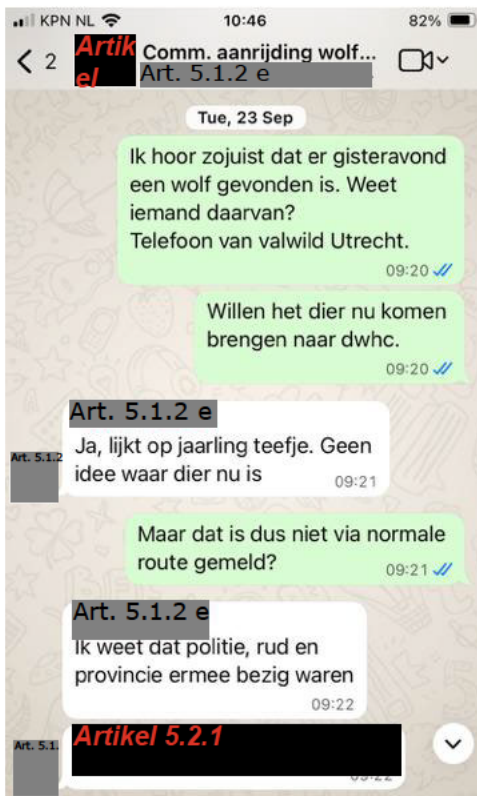 KPN NL
10:46
82%
2
Artik
el
Comm. aanrijding wolf...
Art. 5.1.2 e
Tue, 23 Sep
Ik hoor zojuist dat er gisteravond
een wolf gevonden is. Weet
iemand daarvan?
Telefoon van valwild Utrecht.
09:20
Willen het dier nu komen
brengen naar dwhc.
09:20
Art. 5.1.2 e
Ja, lijkt op jaarling teefje. Geen
idee waar dier nu is
09:21
Art. 5.1.2
Maar dat is dus niet via normale
route gemeld?
09:21
Art. 5.1.2 e
Ik weet dat politie, rud en
provincie ermee bezig waren
09:22
Artikel 5.2.1
Art. 5.1.